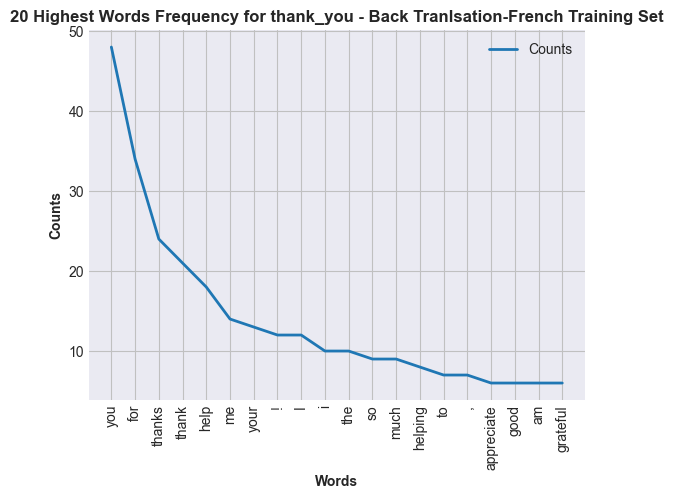 20 Highest Words Frequency for thank_you - Back Tranlsation-French Training Set
Counts
Counts
50
40
30
20
10
you
for
thanks
thank
help
me
your
!
I
i
the
so
much
helping
to
,
appreciate
good
am
grateful
Words